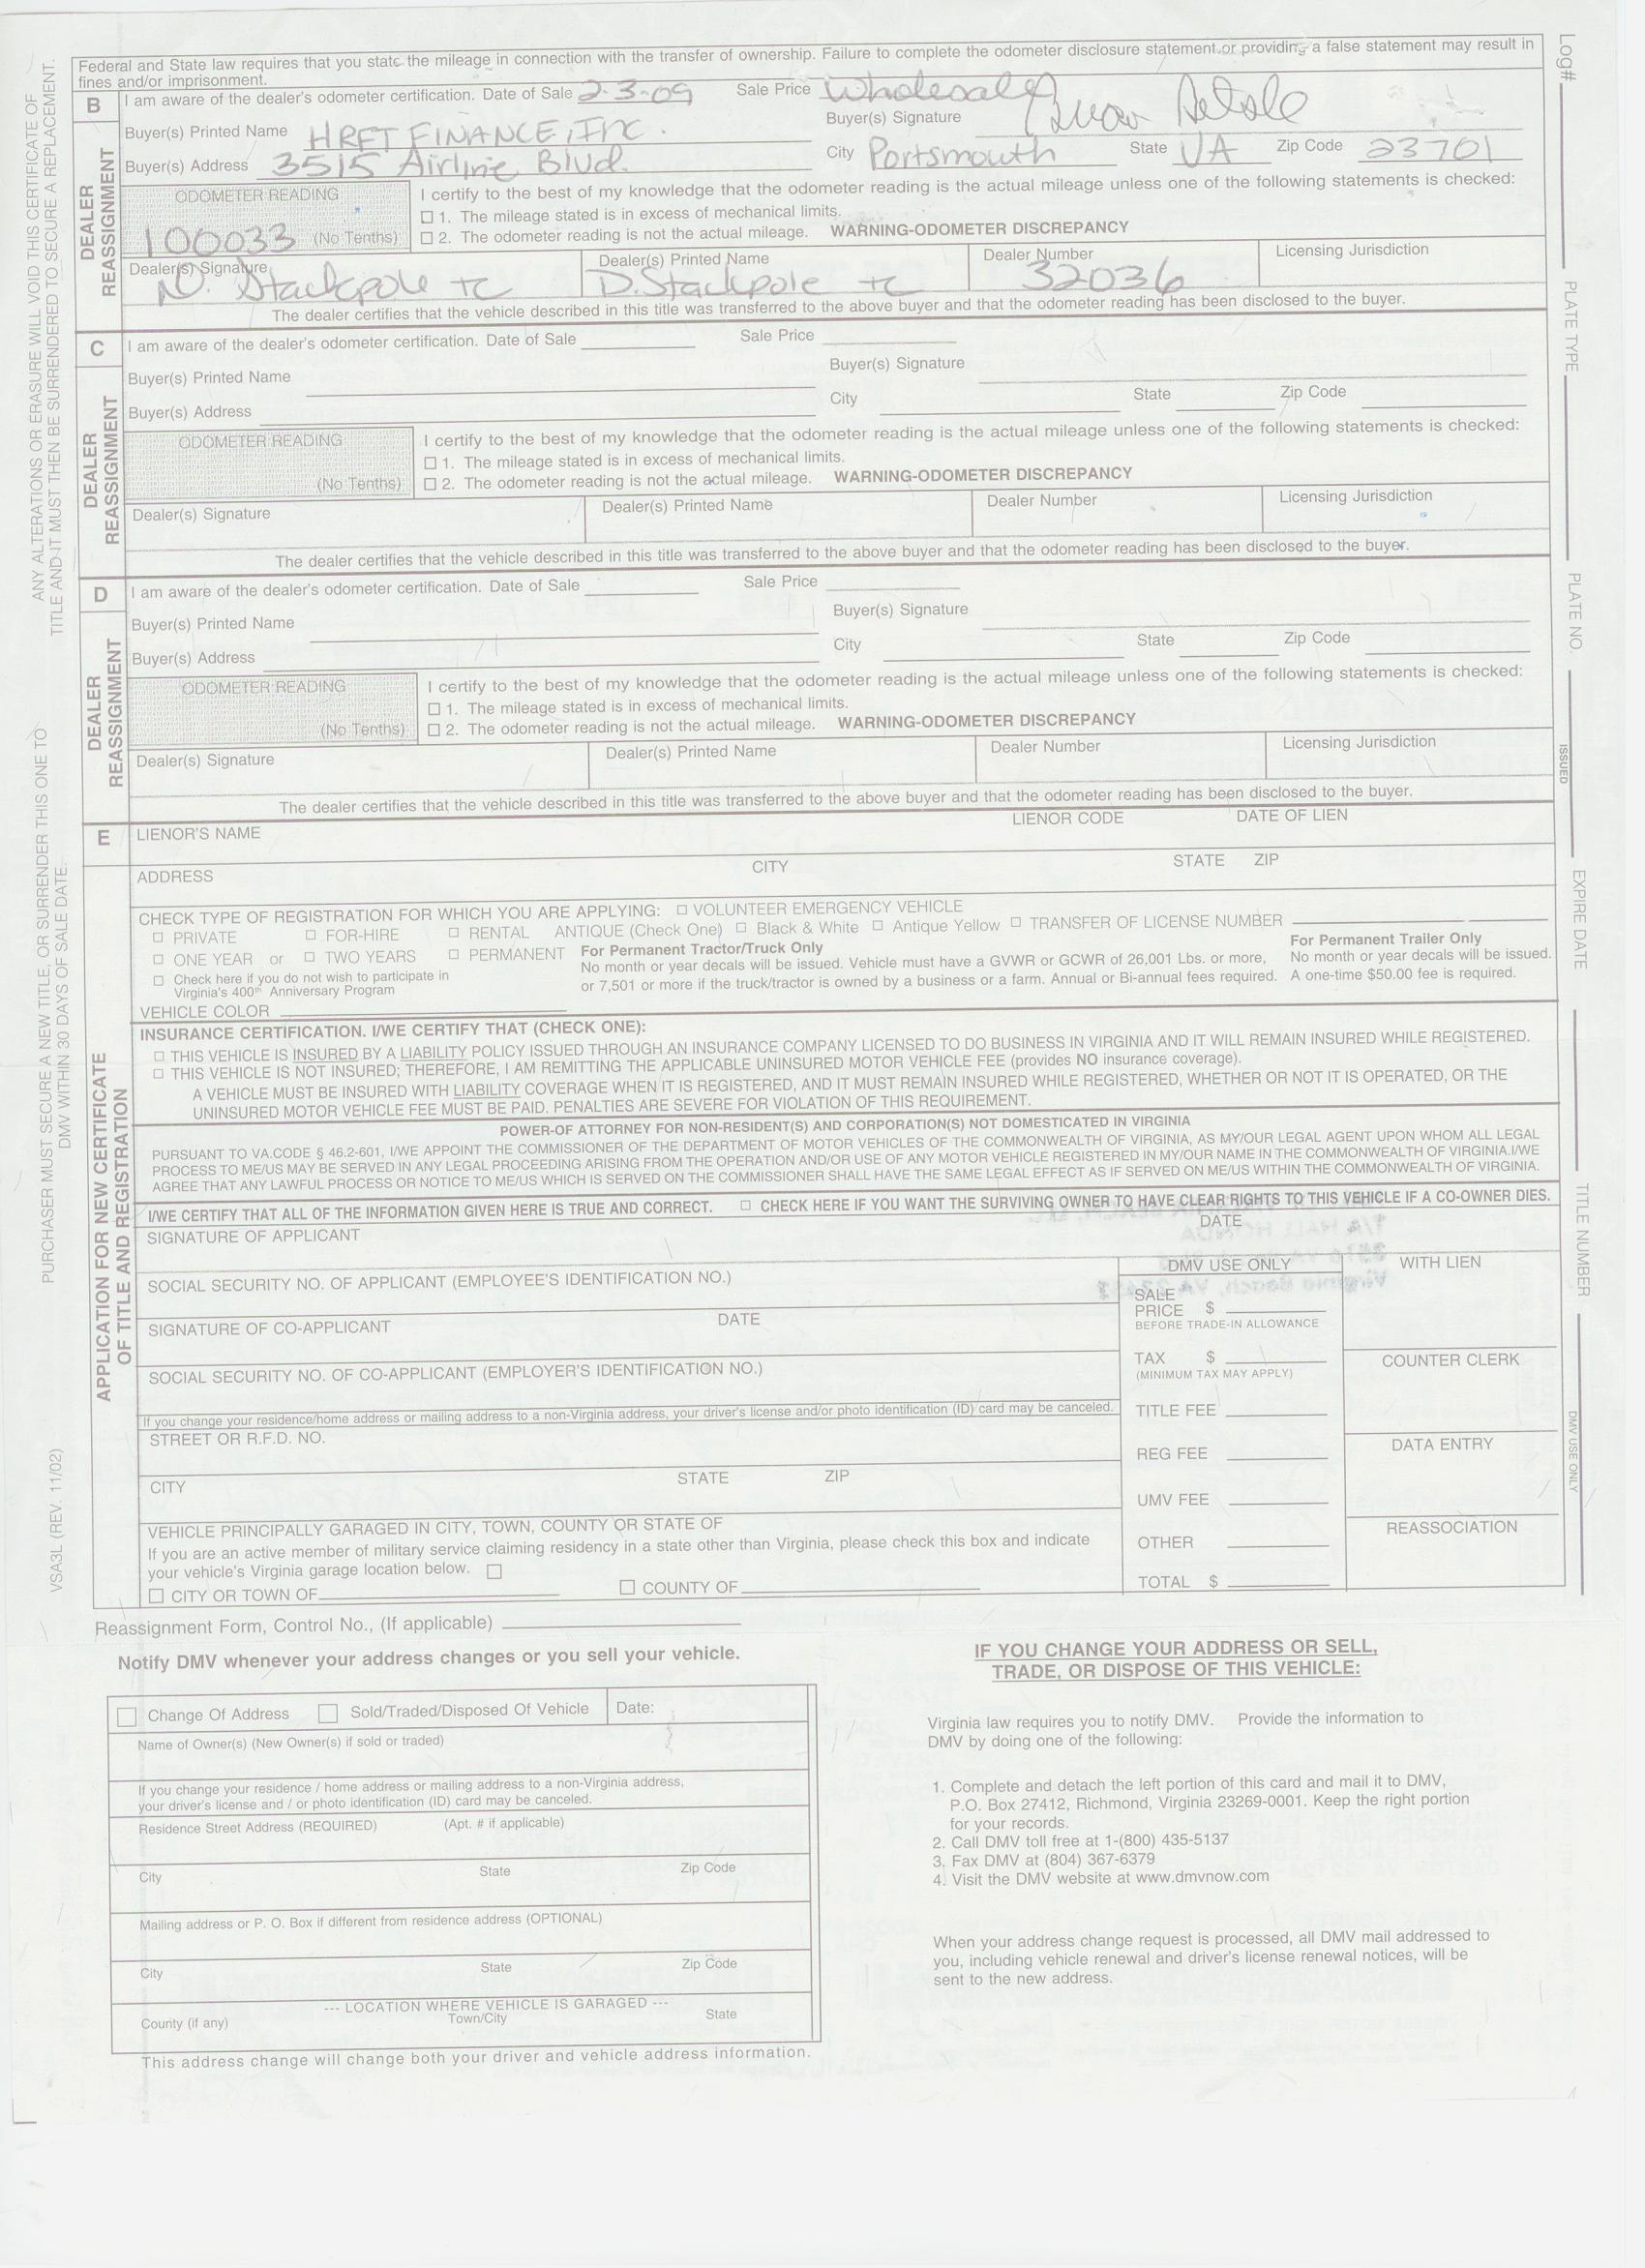 Federal and State law requires that you state the mileage in connection with the transfer of ownership. Failure to complete the odometer disclosure statement or providing a false statement may result in
fines and/or imprisonment.
B
I am aware of the dealer's odometer certification. Date of Sale 2-3-09 Sale Price Wholesale
Buyer(s) Printed Name HRET FINANCE, Inc. Buyer(s) Signature
Buyer(s) Address 3515 Airline Blvd. City Portsmouth State VA Zip Code 23701
DEALER
REASSIGNMENT
ODOMETER READING
100033 (No Tenths)
I certify to the best of my knowledge that the odometer reading is the actual mileage unless one of the following statements is checked:
☐ 1. The mileage stated is in excess of mechanical limits.
☐ 2. The odometer reading is not the actual mileage. WARNING-ODOMETER DISCREPANCY
Dealer(s) Signature D. Stackpole tc Dealer(s) Printed Name D. Stackpole tc Dealer Number 32036 Licensing Jurisdiction
The dealer certifies that the vehicle described in this title was transferred to the above buyer and that the odometer reading has been disclosed to the buyer.
C
I am aware of the dealer's odometer certification. Date of Sale Sale Price
Buyer(s) Printed Name Buyer(s) Signature
Buyer(s) Address City State Zip Code
DEALER
REASSIGNMENT
ODOMETER READING
(No Tenths)
I certify to the best of my knowledge that the odometer reading is the actual mileage unless one of the following statements is checked:
☐ 1. The mileage stated is in excess of mechanical limits.
☐ 2. The odometer reading is not the actual mileage. WARNING-ODOMETER DISCREPANCY
Dealer(s) Signature Dealer(s) Printed Name Dealer Number Licensing Jurisdiction
The dealer certifies that the vehicle described in this title was transferred to the above buyer and that the odometer reading has been disclosed to the buyer.
D
I am aware of the dealer's odometer certification. Date of Sale Sale Price
Buyer(s) Printed Name Buyer(s) Signature
Buyer(s) Address City State Zip Code
DEALER
REASSIGNMENT
ODOMETER READING
(No Tenths)
I certify to the best of my knowledge that the odometer reading is the actual mileage unless one of the following statements is checked:
☐ 1. The mileage stated is in excess of mechanical limits.
☐ 2. The odometer reading is not the actual mileage. WARNING-ODOMETER DISCREPANCY
Dealer(s) Signature Dealer(s) Printed Name Dealer Number Licensing Jurisdiction
The dealer certifies that the vehicle described in this title was transferred to the above buyer and that the odometer reading has been disclosed to the buyer.
E
LIENOR'S NAME LIENOR CODE DATE OF LIEN
ADDRESS CITY STATE ZIP
APPLICATION FOR NEW CERTIFICATE
OF TITLE AND REGISTRATION
CHECK TYPE OF REGISTRATION FOR WHICH YOU ARE APPLYING: ☐ VOLUNTEER EMERGENCY VEHICLE
☐ PRIVATE ☐ FOR-HIRE ☐ RENTAL ANTIQUE (Check One) ☐ Black & White ☐ Antique Yellow ☐ TRANSFER OF LICENSE NUMBER
☐ ONE YEAR or ☐ TWO YEARS ☐ PERMANENT
☐ Check here if you do not wish to participate in
Virginia's 400th Anniversary Program
For Permanent Tractor/Truck Only
No month or year decals will be issued. Vehicle must have a GVWR or GCWR of 26,001 Lbs. or more,
or 7,501 or more if the truck/tractor is owned by a business or a farm. Annual or Bi-annual fees required.
For Permanent Trailer Only
No month or year decals will be issued.
A one-time $50.00 fee is required.
VEHICLE COLOR
INSURANCE CERTIFICATION. I/WE CERTIFY THAT (CHECK ONE):
☐ THIS VEHICLE IS INSURED BY A LIABILITY POLICY ISSUED THROUGH AN INSURANCE COMPANY LICENSED TO DO BUSINESS IN VIRGINIA AND IT WILL REMAIN INSURED WHILE REGISTERED.
☐ THIS VEHICLE IS NOT INSURED; THEREFORE, I AM REMITTING THE APPLICABLE UNINSURED MOTOR VEHICLE FEE (provides NO insurance coverage).
A VEHICLE MUST BE INSURED WITH LIABILITY COVERAGE WHEN IT IS REGISTERED, AND IT MUST REMAIN INSURED WHILE REGISTERED, WHETHER OR NOT IT IS OPERATED, OR THE
UNINSURED MOTOR VEHICLE FEE MUST BE PAID. PENALTIES ARE SEVERE FOR VIOLATION OF THIS REQUIREMENT.
POWER-OF ATTORNEY FOR NON-RESIDENT(S) AND CORPORATION(S) NOT DOMESTICATED IN VIRGINIA
PURSUANT TO VA.CODE § 46.2-601, I/WE APPOINT THE COMMISSIONER OF THE DEPARTMENT OF MOTOR VEHICLES OF THE COMMONWEALTH OF VIRGINIA, AS MY/OUR LEGAL AGENT UPON WHOM ALL LEGAL
PROCESS TO ME/US MAY BE SERVED IN ANY LEGAL PROCEEDING ARISING FROM THE OPERATION AND/OR USE OF ANY MOTOR VEHICLE REGISTERED IN MY/OUR NAME IN THE COMMONWEALTH OF VIRGINIA.I/WE
AGREE THAT ANY LAWFUL PROCESS OR NOTICE TO ME/US WHICH IS SERVED ON THE COMMISSIONER SHALL HAVE THE SAME LEGAL EFFECT AS IF SERVED ON ME/US WITHIN THE COMMONWEALTH OF VIRGINIA.
I/WE CERTIFY THAT ALL OF THE INFORMATION GIVEN HERE IS TRUE AND CORRECT. ☐ CHECK HERE IF YOU WANT THE SURVIVING OWNER TO HAVE CLEAR RIGHTS TO THIS VEHICLE IF A CO-OWNER DIES.
SIGNATURE OF APPLICANT DATE
SOCIAL SECURITY NO. OF APPLICANT (EMPLOYEE'S IDENTIFICATION NO.)
SIGNATURE OF CO-APPLICANT DATE
SOCIAL SECURITY NO. OF CO-APPLICANT (EMPLOYER'S IDENTIFICATION NO.)
If you change your residence/home address or mailing address to a non-Virginia address, your driver's license and/or photo identification (ID) card may be canceled.
STREET OR R.F.D. NO.
CITY STATE ZIP
VEHICLE PRINCIPALLY GARAGED IN CITY, TOWN, COUNTY OR STATE OF
If you are an active member of military service claiming residency in a state other than Virginia, please check this box and indicate
your vehicle's Virginia garage location below. ☐
☐ CITY OR TOWN OF ☐ COUNTY OF
DMV USE ONLY
SALE
PRICE $
BEFORE TRADE-IN ALLOWANCE
TAX $
(MINIMUM TAX MAY APPLY)
TITLE FEE
REG FEE
UMV FEE
OTHER
TOTAL $
WITH LIEN
COUNTER CLERK
DATA ENTRY
REASSOCIATION
Reassignment Form, Control No., (If applicable)
Notify DMV whenever your address changes or you sell your vehicle.
☐ Change Of Address ☐ Sold/Traded/Disposed Of Vehicle Date:
Name of Owner(s) (New Owner(s) if sold or traded)
If you change your residence / home address or mailing address to a non-Virginia address,
your driver's license and / or photo identification (ID) card may be canceled.
Residence Street Address (REQUIRED) (Apt. # if applicable)
City State Zip Code
Mailing address or P. O. Box if different from residence address (OPTIONAL)
City State Zip Code
--- LOCATION WHERE VEHICLE IS GARAGED ---
County (if any) Town/City State
This address change will change both your driver and vehicle address information.
IF YOU CHANGE YOUR ADDRESS OR SELL,
TRADE, OR DISPOSE OF THIS VEHICLE:
Virginia law requires you to notify DMV. Provide the information to
DMV by doing one of the following:
1. Complete and detach the left portion of this card and mail it to DMV,
P.O. Box 27412, Richmond, Virginia 23269-0001. Keep the right portion
for your records.
2. Call DMV toll free at 1-(800) 435-5137
3. Fax DMV at (804) 367-6379
4. Visit the DMV website at www.dmvnow.com
When your address change request is processed, all DMV mail addressed to
you, including vehicle renewal and driver's license renewal notices, will be
sent to the new address.
ANY ALTERATIONS OR ERASURE WILL VOID THIS CERTIFICATE OF
TITLE AND IT MUST THEN BE SURRENDERED TO SECURE A REPLACEMENT.
PURCHASER MUST SECURE A NEW TITLE, OR SURRENDER THIS ONE TO
DMV WITHIN 30 DAYS OF SALE DATE.
VSA3L (REV. 11/02)
Log#
PLATE TYPE
PLATE NO.
ISSUED
EXPIRE DATE
TITLE NUMBER
DMV USE ONLY